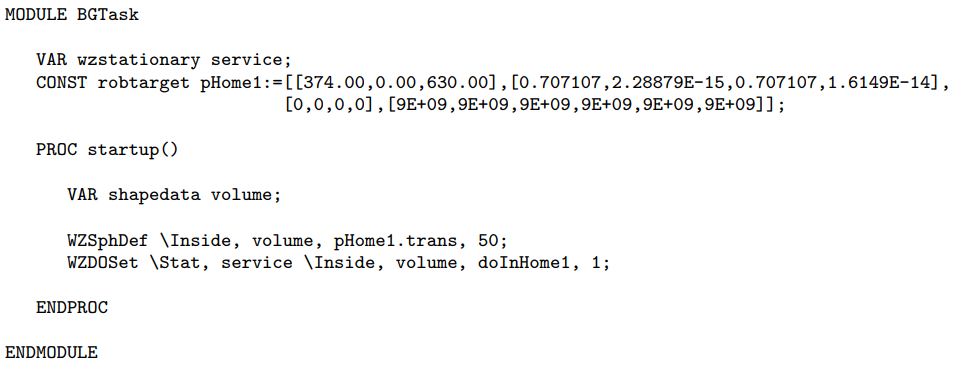 MODULE BGTask
VAR wzstationary service;
CONST robtarget pHome1:=[[374.00,0.00,630.00],[0.707107,2.28879E-15,0.707107,1.6149E-14],
[0,0,0,0],[9E+09,9E+09,9E+09,9E+09,9E+09,9E+09]];
PROC startup()
VAR shapedata volume;
WZSphDef \Inside, volume, pHome1.trans, 50;
WZDOSet \Stat, service \Inside, volume, doInHome1, 1;
ENDPROC
ENDMODULE